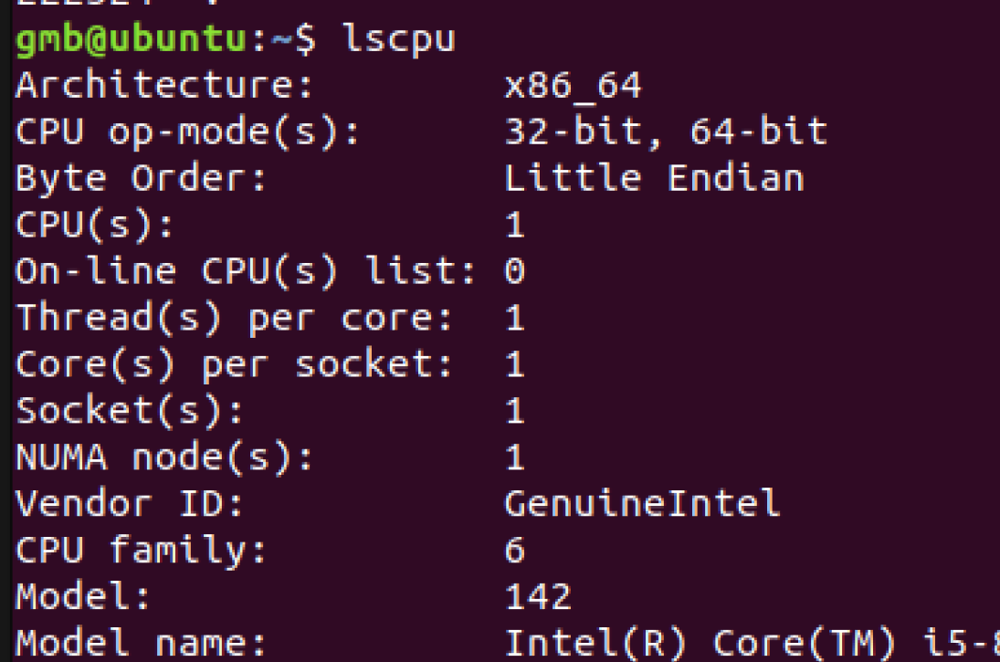 gmb@ubuntu:~$ lscpu
Architecture: x86_64
CPU op-mode(s): 32-bit, 64-bit
Byte Order: Little Endian
CPU(s): 1
On-line CPU(s) list: 0
Thread(s) per core: 1
Core(s) per socket: 1
Socket(s): 1
NUMA node(s): 1
Vendor ID: GenuineIntel
CPU family: 6
Model: 142
Model name: Intel(R) Core(TM) i5-